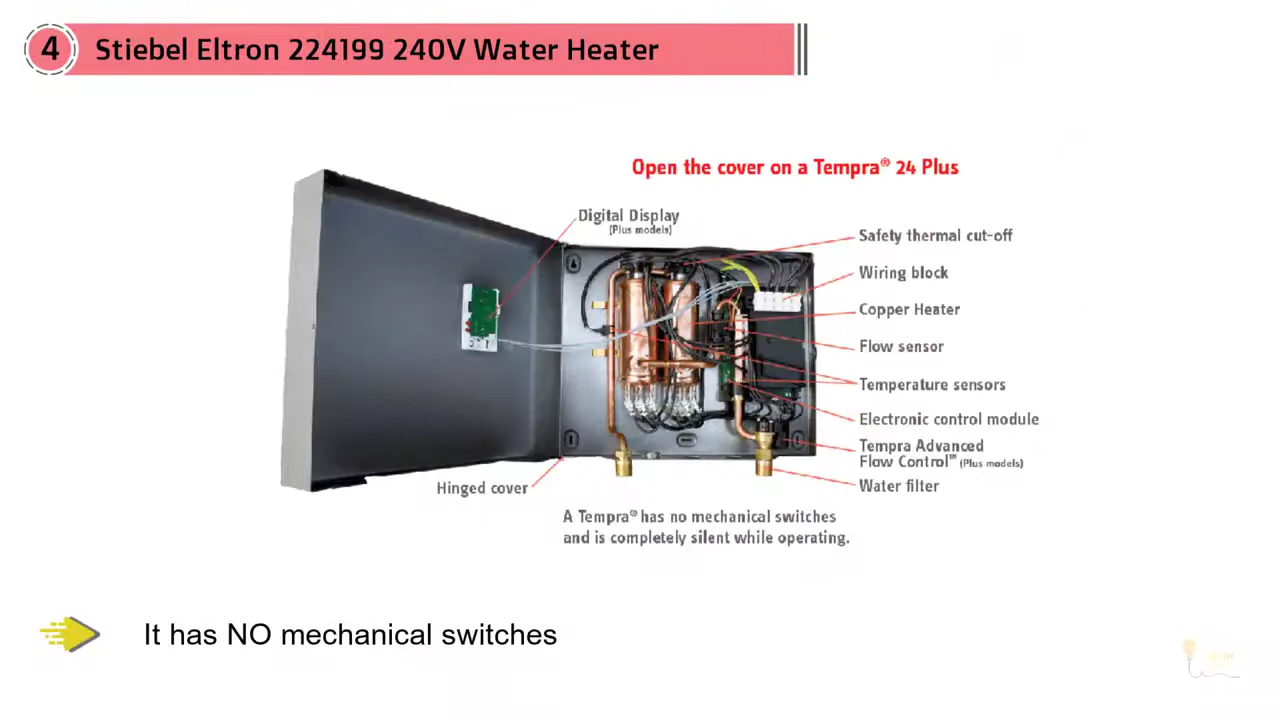 4
Stiebel Eltron 224199 240V Water Heater
Open the cover on a Tempra® 24 Plus
Digital Display
(Plus models)
Safety thermal cut-off
Wiring block
Copper Heater
Flow sensor
Temperature sensors
Electronic control module
Tempra Advanced
Flow Control™ (Plus models)
Water filter
Hinged cover
A Tempra® has no mechanical switches
and is completely silent while operating.
It has NO mechanical switches